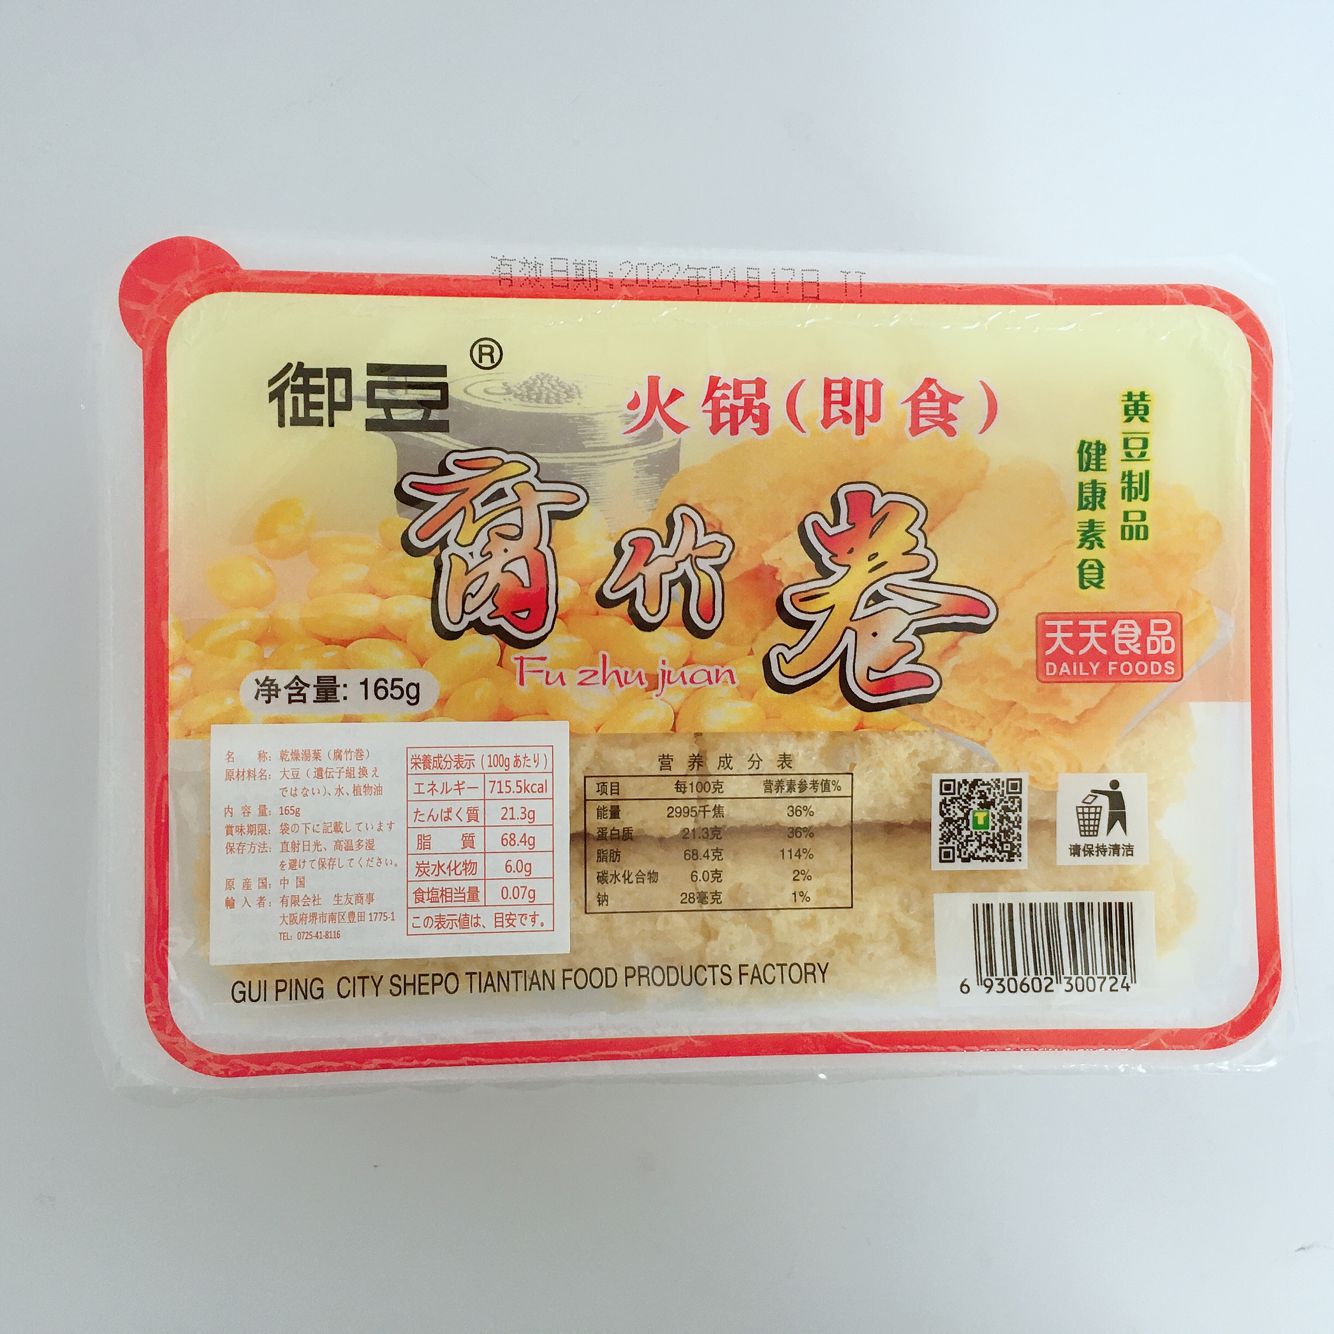 有效日期:2022年04月17日 TT
御豆®
火锅(即食)
黄豆制品
健康素食
腐竹卷
Fu zhu juan
天天食品
DAILY FOODS
净含量: 165g
名 称: 乾燥湯葉(腐竹巻)
原材料名: 大豆(遺伝子組換え
ではない)、水、植物油
内容量: 165g
賞味期限: 袋の下に記載しています
保存方法: 直射日光、高温多湿
を避けて保存してください。
原産国: 中国
輸入者: 有限会社 生友商事
大阪府堺市南区豊田1775-1
TEL: 0725-41-8116
栄養成分表示(100gあたり)
エネルギー 715.5kcal
たんぱく質 21.3g
脂質 68.4g
炭水化物 6.0g
食塩相当量 0.07g
この表示値は、目安です。
营养成分表
项目 每100克 营养素参考值%
能量 2995千焦 36%
蛋白质 21.3克 36%
脂肪 68.4克 114%
碳水化合物 6.0克 2%
钠 28毫克 1%
T
请保持清洁
GUI PING CITY SHEPO TIANTIAN FOOD PRODUCTS FACTORY
6 930602 300724